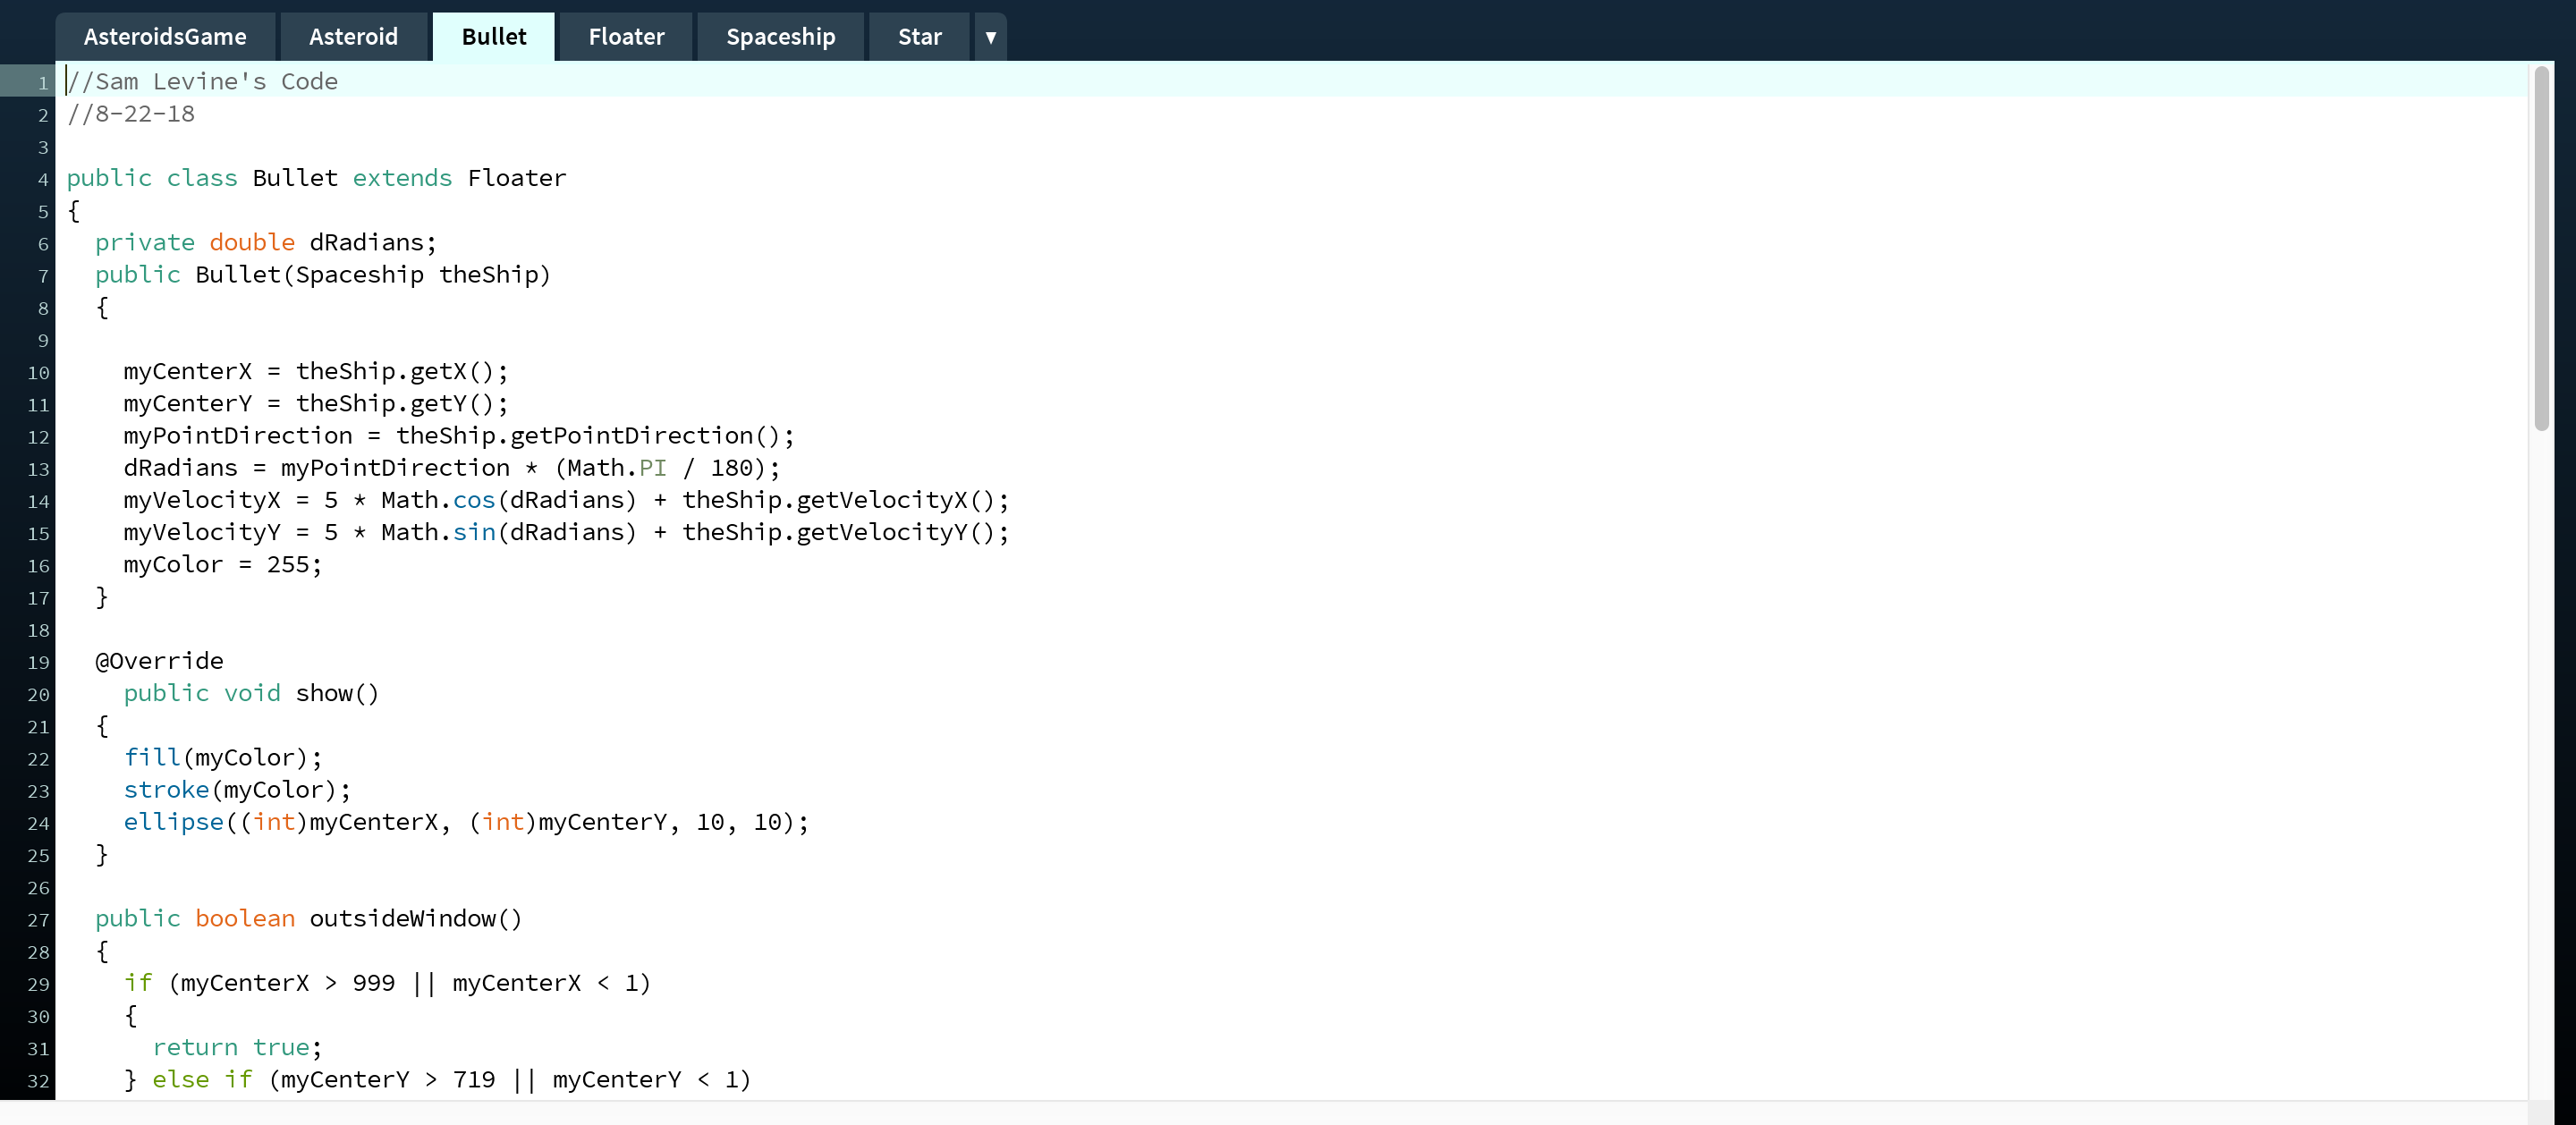 AsteroidsGame Asteroid Bullet Floater Spaceship Star ▼
1 //Sam Levine's Code
2 //8-22-18
3
4 public class Bullet extends Floater
5 {
6   private double dRadians;
7   public Bullet(Spaceship theShip)
8   {
9
10     myCenterX = theShip.getX();
11     myCenterY = theShip.getY();
12     myPointDirection = theShip.getPointDirection();
13     dRadians = myPointDirection * (Math.PI / 180);
14     myVelocityX = 5 * Math.cos(dRadians) + theShip.getVelocityX();
15     myVelocityY = 5 * Math.sin(dRadians) + theShip.getVelocityY();
16     myColor = 255;
17   }
18
19   @Override
20     public void show()
21   {
22     fill(myColor);
23     stroke(myColor);
24     ellipse((int)myCenterX, (int)myCenterY, 10, 10);
25   }
26
27   public boolean outsideWindow()
28   {
29     if (myCenterX > 999 || myCenterX < 1)
30     {
31       return true;
32     } else if (myCenterY > 719 || myCenterY < 1)